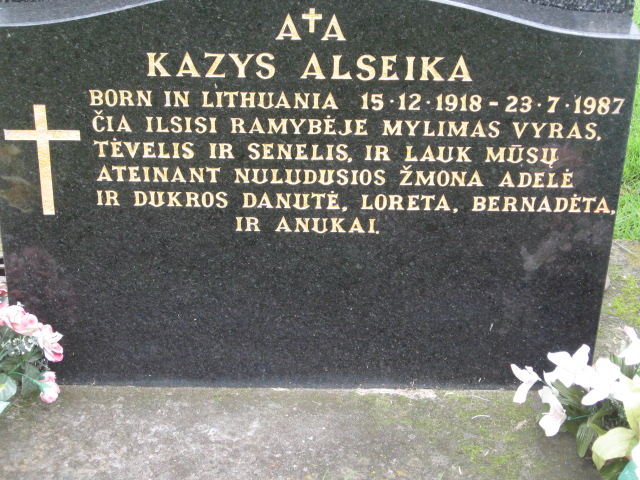 A✝A
KAZYS ALSEIKA
BORN IN LITHUANIA 15·12·1918 – 23·7·1987
ČIA ILSISI RAMYBĖJE MYLIMAS VYRAS,
TĖVELIS IR SENELIS, IR LAUK MŪSŲ
ATEINANT NULUDUSIOS ŽMONA ADELĖ
IR DUKROS DANUTĖ, LORETA, BERNADĖTA,
IR ANUKAI.